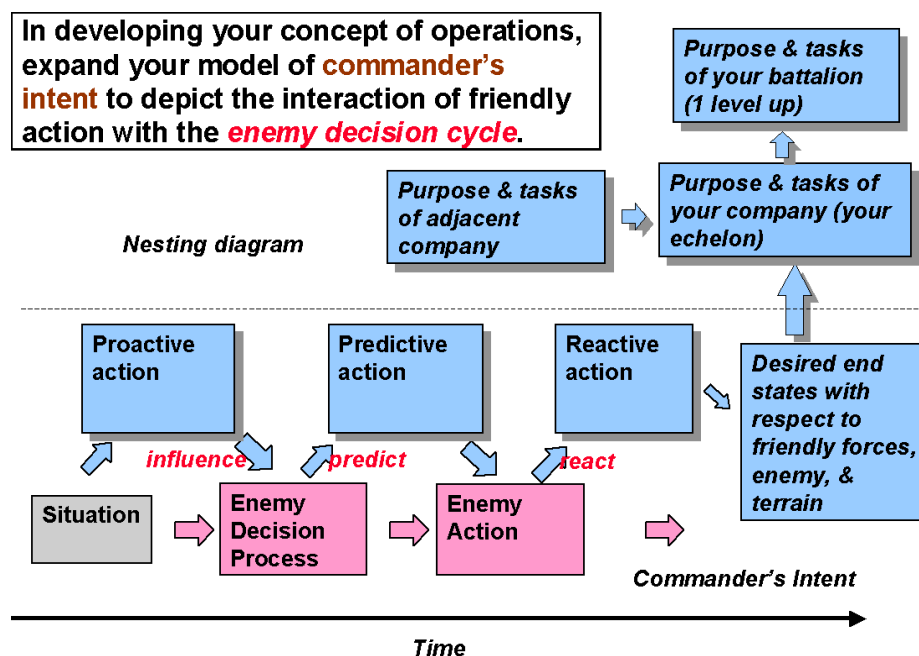 In developing your concept of operations,
expand your model of commander's
intent to depict the interaction of friendly
action with the enemy decision cycle.
Purpose & tasks
of your battalion
(1 level up)
Purpose & tasks
of adjacent
company
Purpose & tasks of
your company (your
echelon)
Nesting diagram
Proactive
action
Predictive
action
Reactive
action
Desired end
states with
respect to
friendly forces,
enemy, &
terrain
influence
predict
react
Situation
Enemy
Decision
Process
Enemy
Action
Commander's Intent
Time